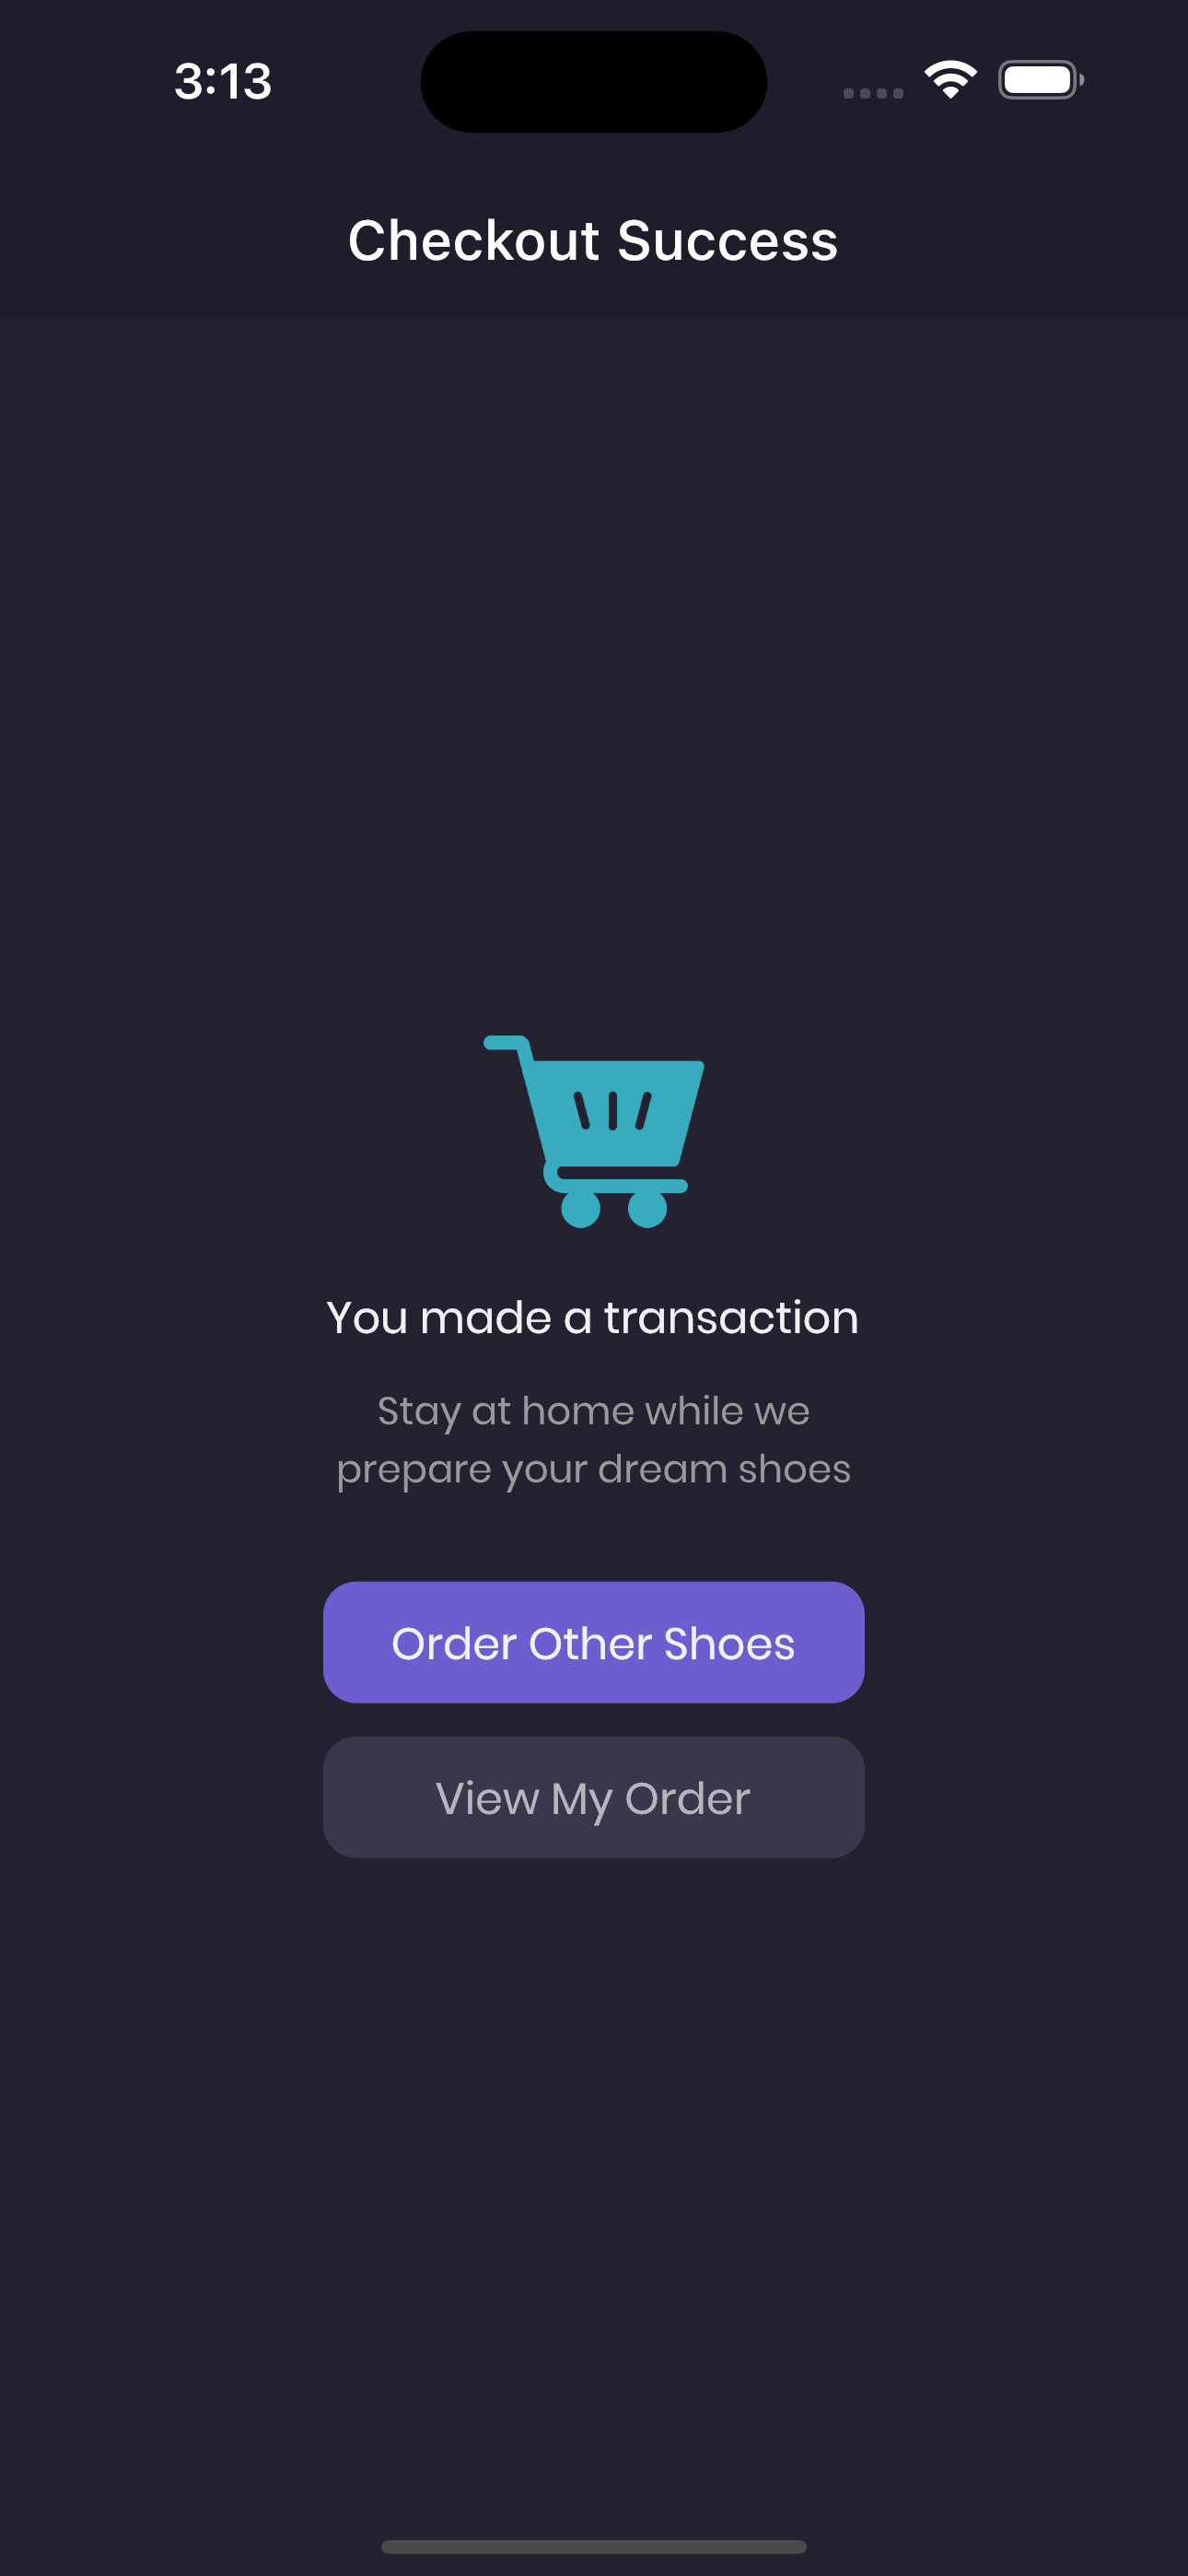 3:13
Checkout Success
You made a transaction
Stay at home while we
prepare your dream shoes
Order Other Shoes
View My Order